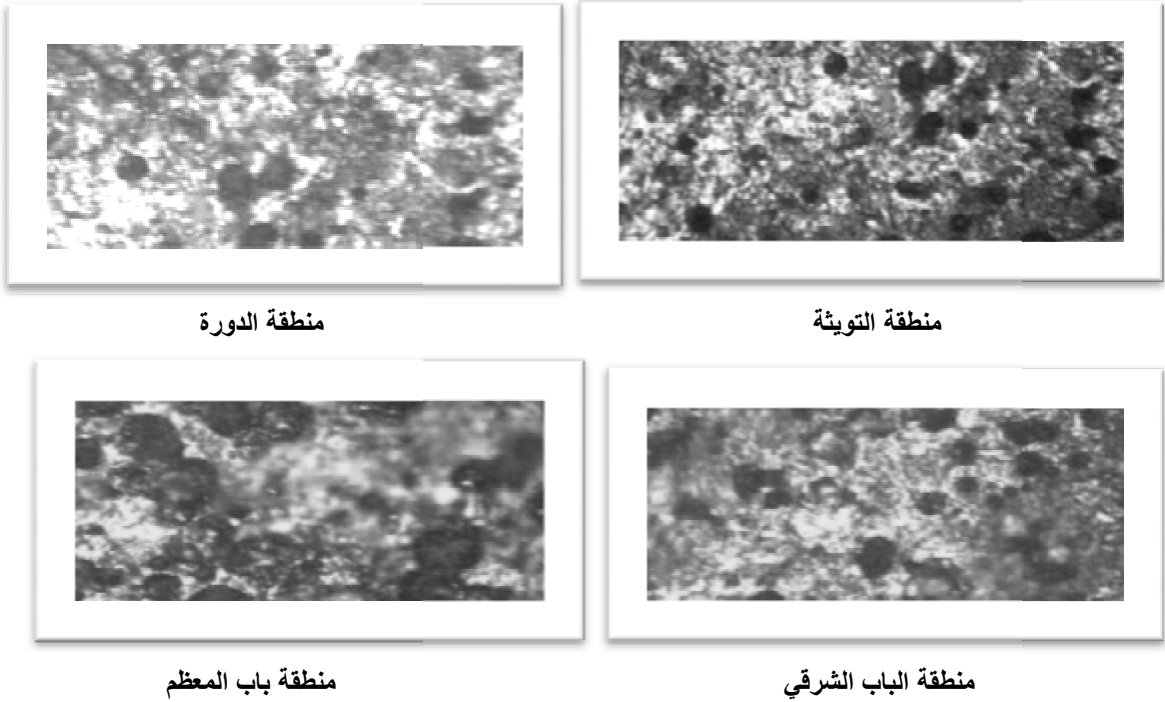 منطقة التويثة
منطقة الدورة
منطقة الباب الشرقي
منطقة باب المعظم